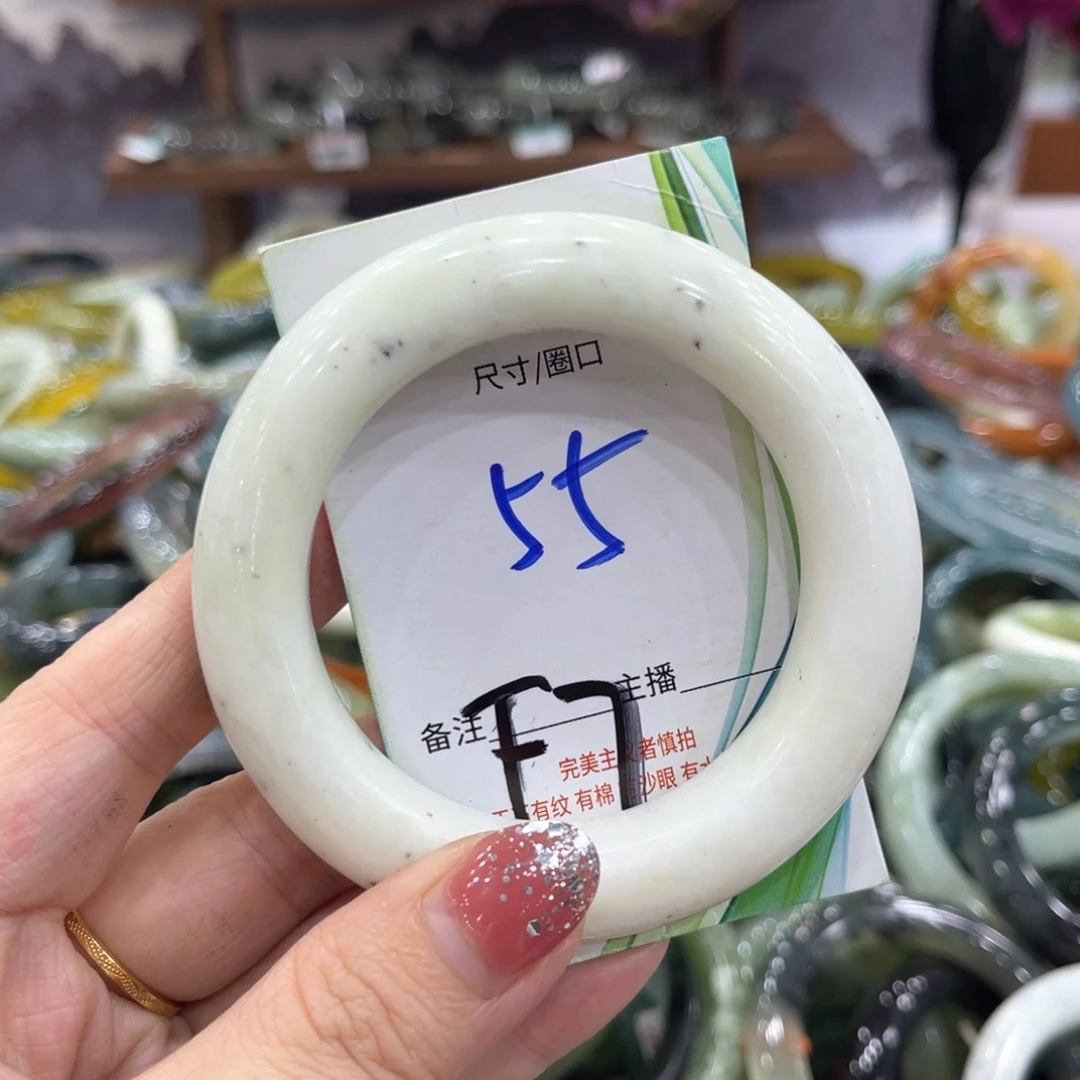 尺寸/圈口
55
备注 主播
F7
完美主 者慎拍
有纹 有棉 沙眼 有